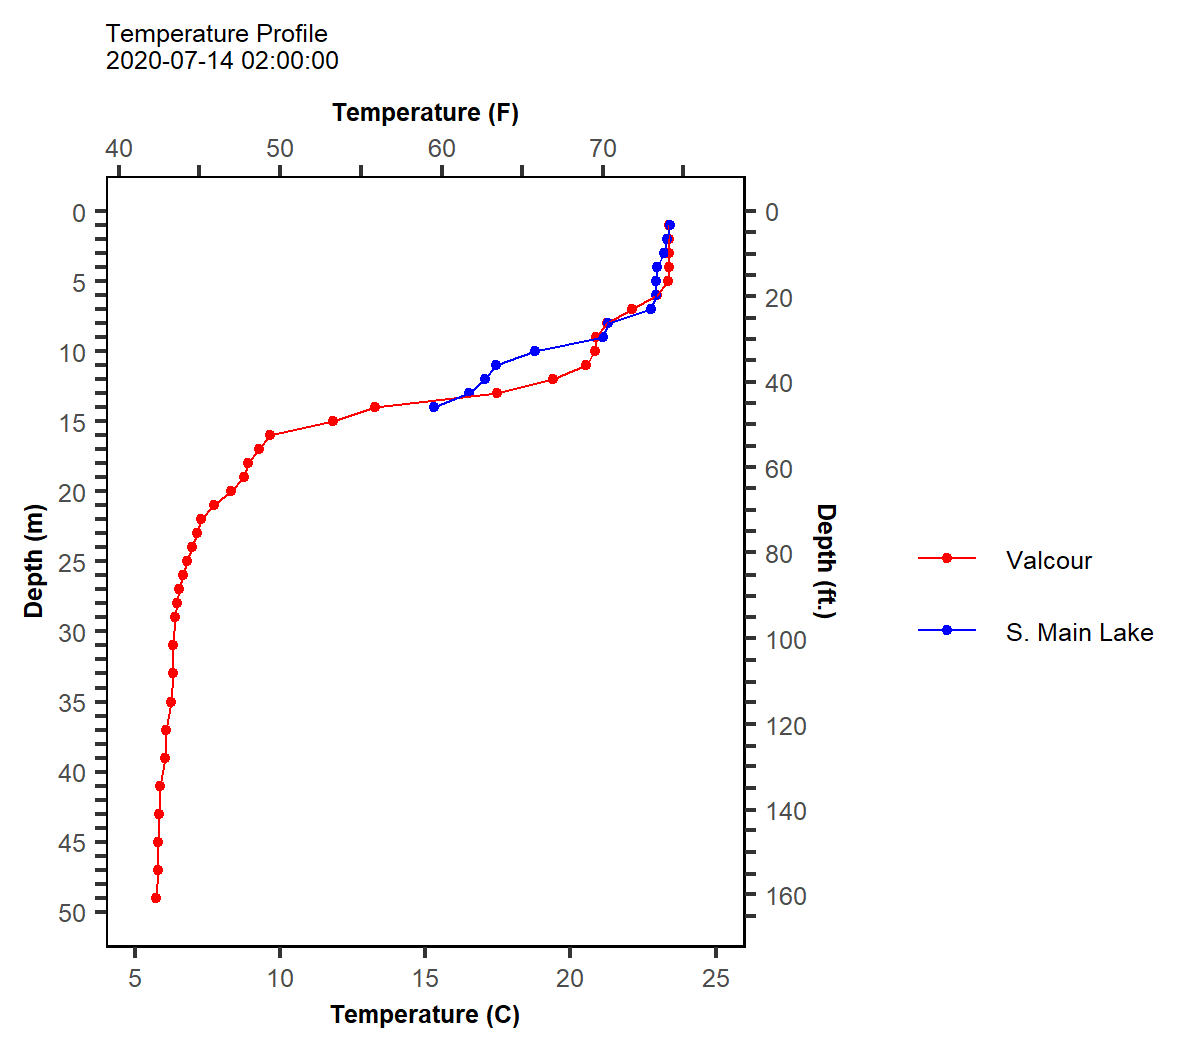 Temperature Profile
2020-07-14 02:00:00
Temperature (F)
40 50 60 70
0
5
10
15
20
25
30
35
40
45
50
Depth (m)
0
20
40
60
80
100
120
140
160
Depth (ft.)
Valcour
S. Main Lake
5 10 15 20 25
Temperature (C)